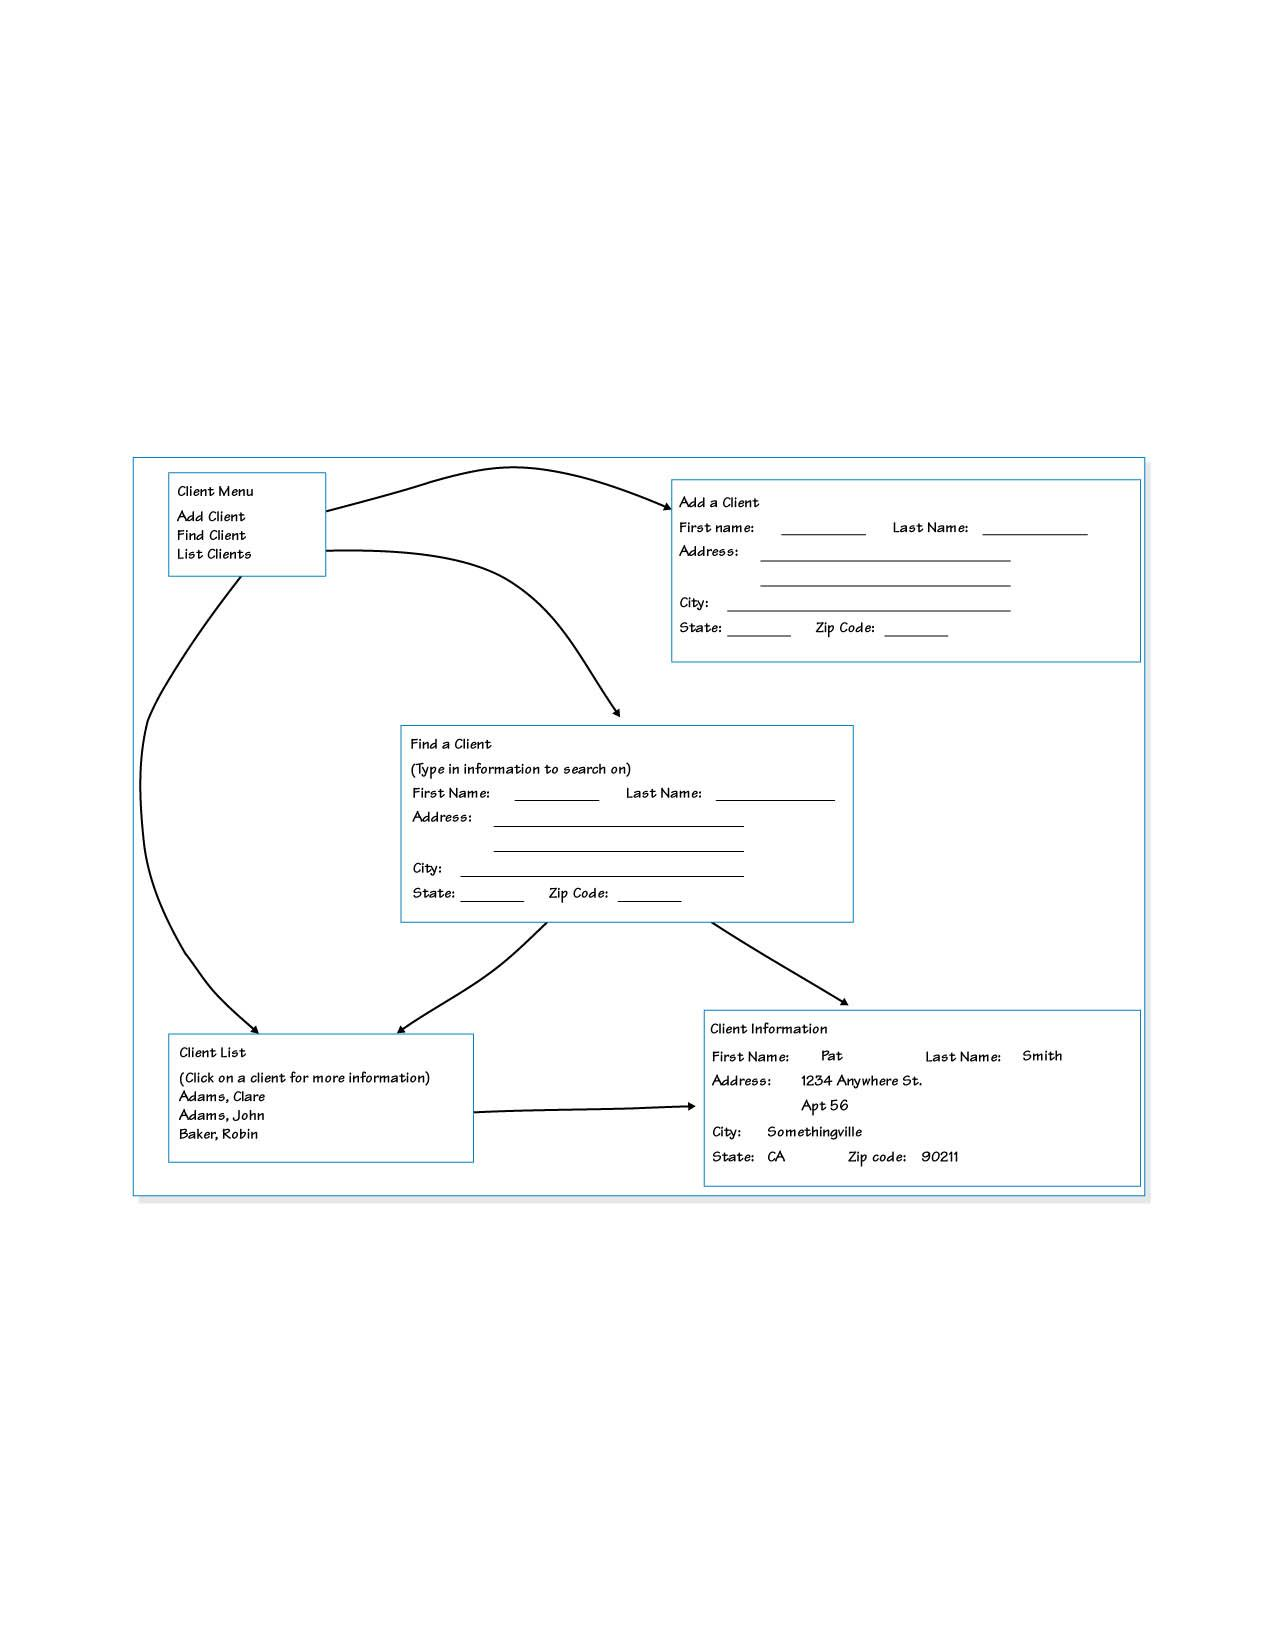 Client Menu
Add Client
Find Client
List Clients
Add a Client
First name: Last Name:
Address:
City:
State: Zip Code:
Find a Client
(Type in information to search on)
First Name: Last Name:
Address:
City:
State: Zip Code:
Client List
(Click on a client for more information)
Adams, Clare
Adams, John
Baker, Robin
Client Information
First Name: Pat Last Name: Smith
Address: 1234 Anywhere St.
Apt 56
City: Somethingville
State: CA Zip code: 90211